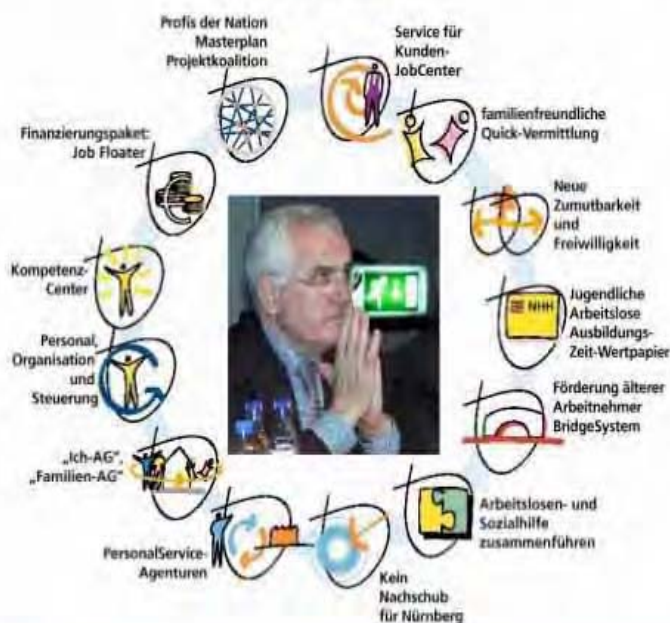 Profis der Nation
Masterplan
Projektkoalition
Service für
Kunden-
JobCenter
familienfreundliche
Quick-Vermittlung
Neue
Zumutbarkeit
und
Freiwilligkeit
NHH
Jugendliche
Arbeitslose
Ausbildungs-
Zeit-Wertpapier
Förderung älterer
Arbeitnehmer
BridgeSystem
Arbeitslosen- und
Sozialhilfe
zusammenführen
Kein
Nachschub
für Nürnberg
PersonalService-
Agenturen
„Ich-AG",
„Familien-AG"
Personal,
Organisation
und
Steuerung
Kompetenz-
Center
Finanzierungspaket:
Job Floater